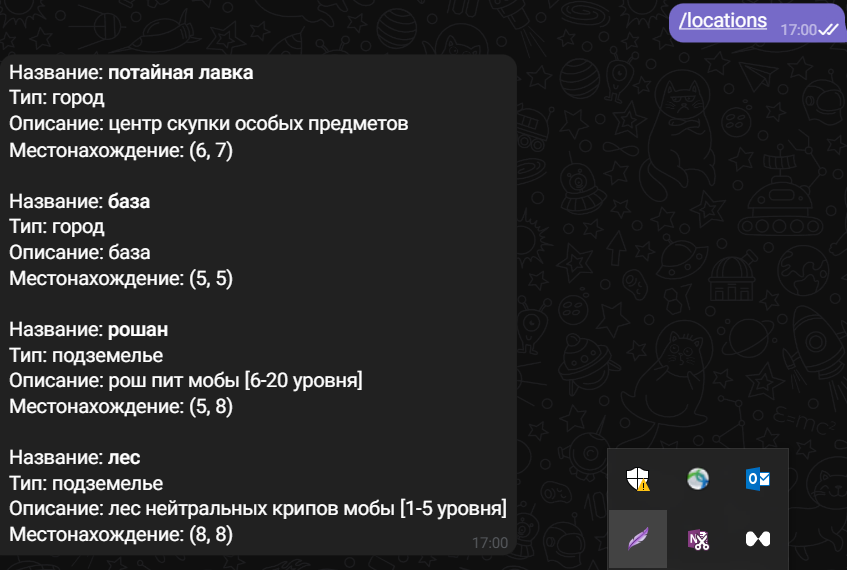 /locations
17:00
Название: потайная лавка
Тип: город
Описание: центр скупки особых предметов
Местонахождение: (6, 7)
Название: база
Тип: город
Описание: база
Местонахождение: (5, 5)
Название: рошан
Тип: подземелье
Описание: рош пит мобы [6-20 уровня]
Местонахождение: (5, 8)
Название: лес
Тип: подземелье
Описание: лес нейтральных крипов мобы [1-5 уровня]
Местонахождение: (8, 8)
17:00